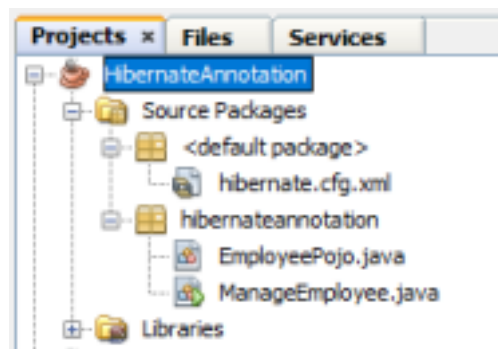 Projects × Files Services
HibernateAnnotation
Source Packages
<default package>
hibernate.cfg.xml
hibernateannotation
EmployeePojo.java
ManageEmployee.java
Libraries